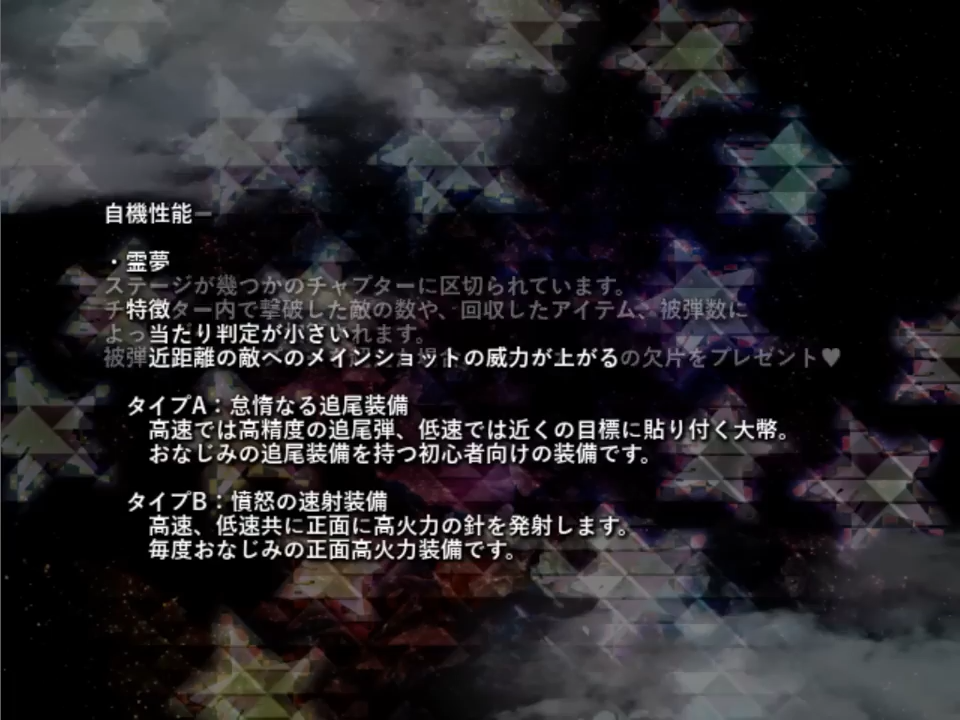 自機性能
・霊夢
ステージが幾つかのチャプターに区切られています。
特徴
チ ター内で撃破した敵の数や、回収したアイテム、被弾数に
当たり判定が小さい
よっ れます。
近距離の敵へのメインショットの威力が上がる
被弾 の欠片をプレゼント♥
タイプA：怠惰なる追尾装備
高速では高精度の追尾弾、低速では近くの目標に貼り付く大幣。
おなじみの追尾装備を持つ初心者向けの装備です。
タイプB：憤怒の速射装備
高速、低速共に正面に高火力の針を発射します。
毎度おなじみの正面高火力装備です。